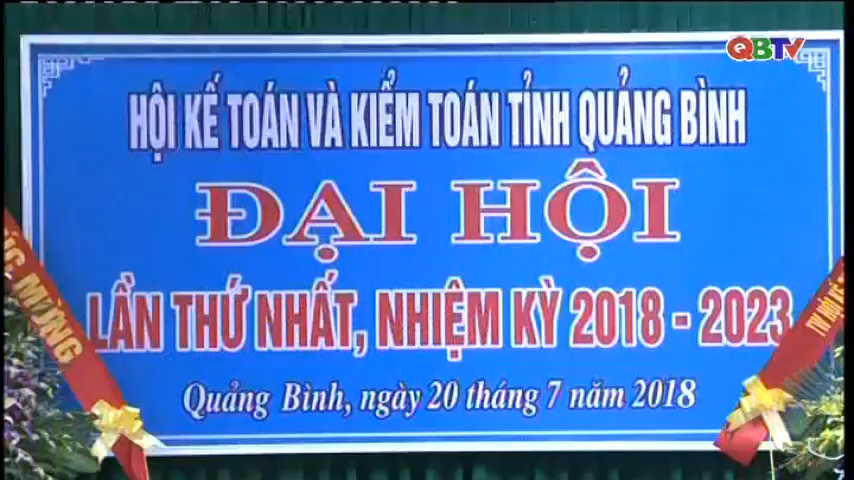 QBTV
HỘI KẾ TOÁN VÀ KIỂM TOÁN TỈNH QUẢNG BÌNH
ĐẠI HỘI
LẦN THỨ NHẤT, NHIỆM KỲ 2018 - 2023
Quảng Bình, ngày 20 tháng 7 năm 2018
MỪNG